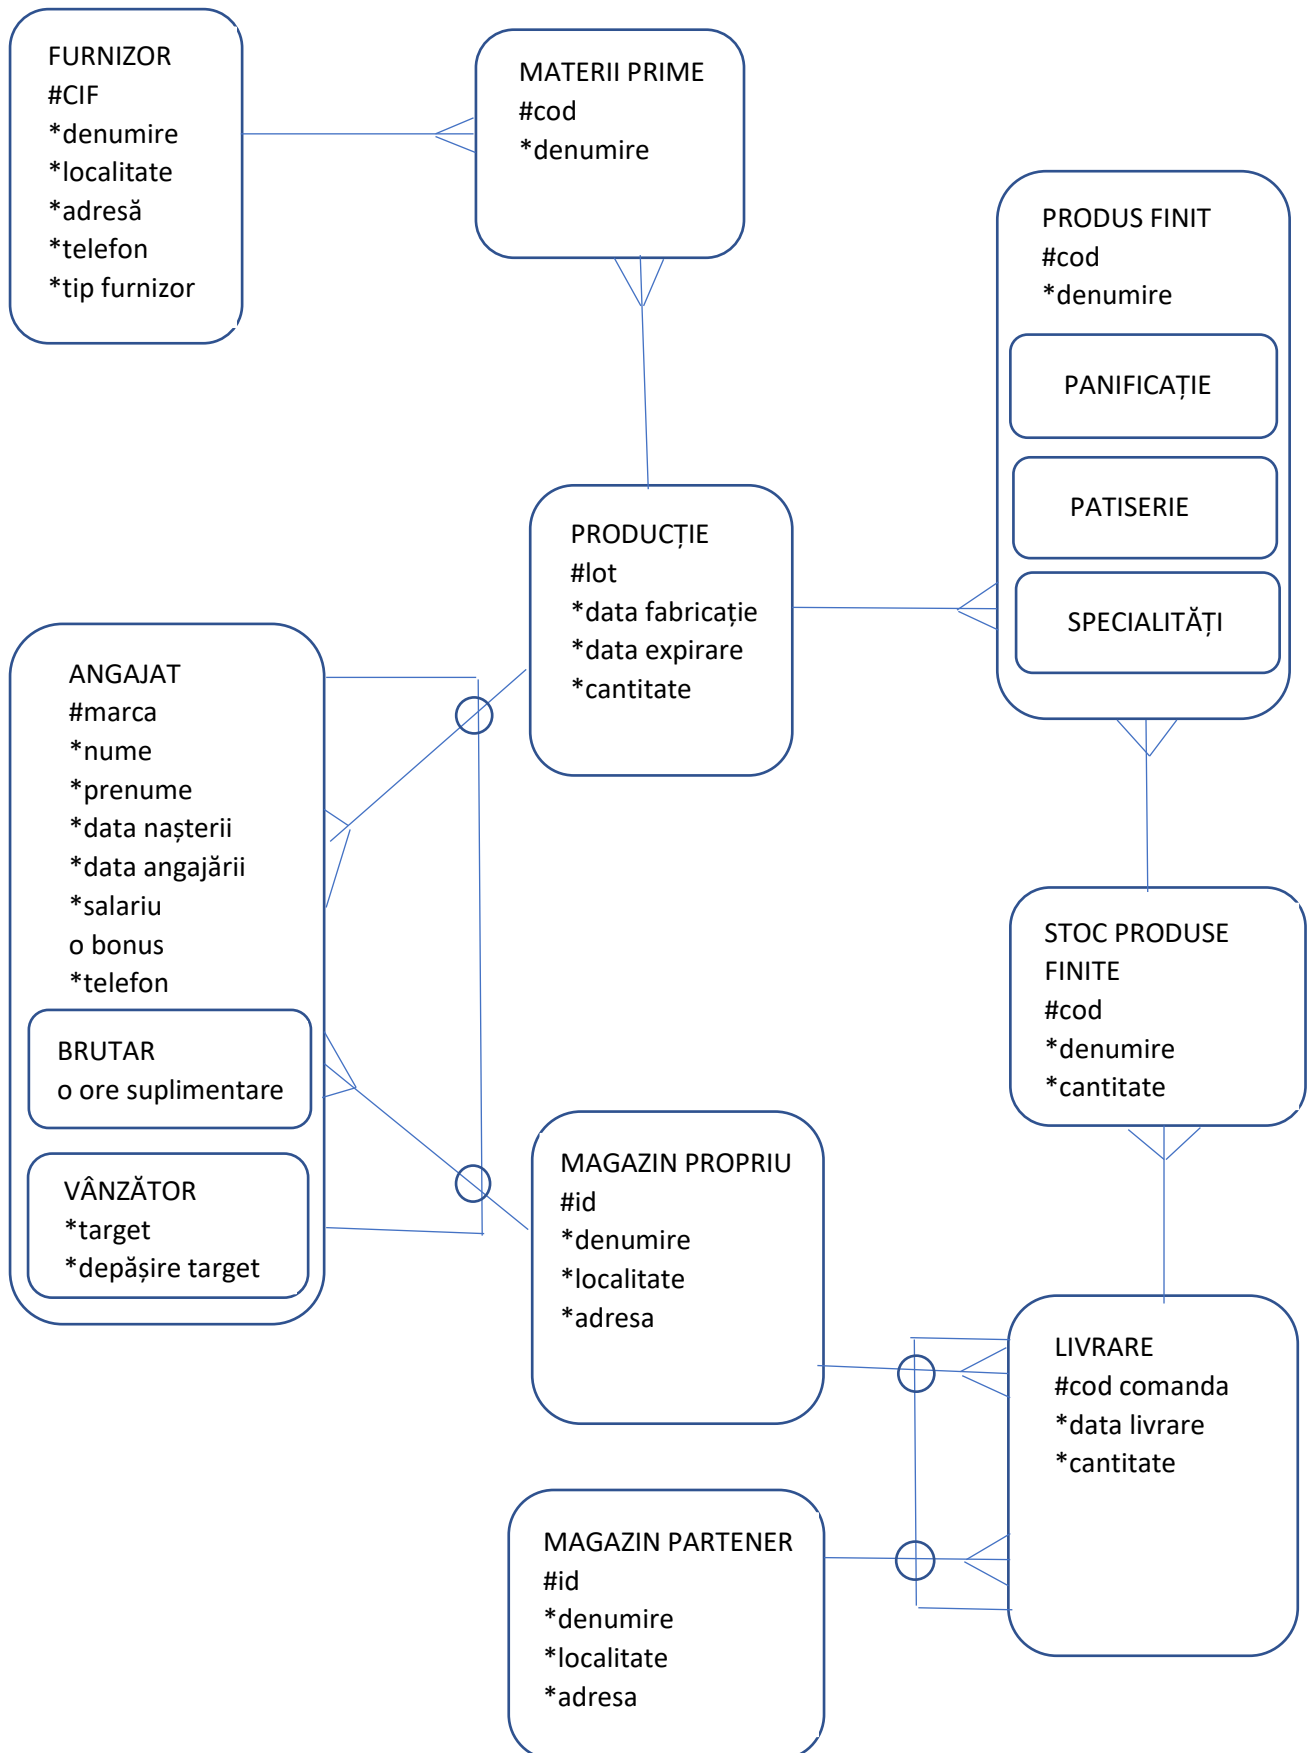 FURNIZOR
#CIF
*denumire
*localitate
*adresă
*telefon
*tip furnizor
MATERII PRIME
#cod
*denumire
PRODUS FINIT
#cod
*denumire
PANIFICAȚIE
PATISERIE
SPECIALITĂȚI
PRODUCȚIE
#lot
*data fabricație
*data expirare
*cantitate
ANGAJAT
#marca
*nume
*prenume
*data nașterii
*data angajării
*salariu
o bonus
*telefon
BRUTAR
o ore suplimentare
VÂNZĂTOR
*target
*depășire target
STOC PRODUSE
FINITE
#cod
*denumire
*cantitate
MAGAZIN PROPRIU
#id
*denumire
*localitate
*adresa
LIVRARE
#cod comanda
*data livrare
*cantitate
MAGAZIN PARTENER
#id
*denumire
*localitate
*adresa